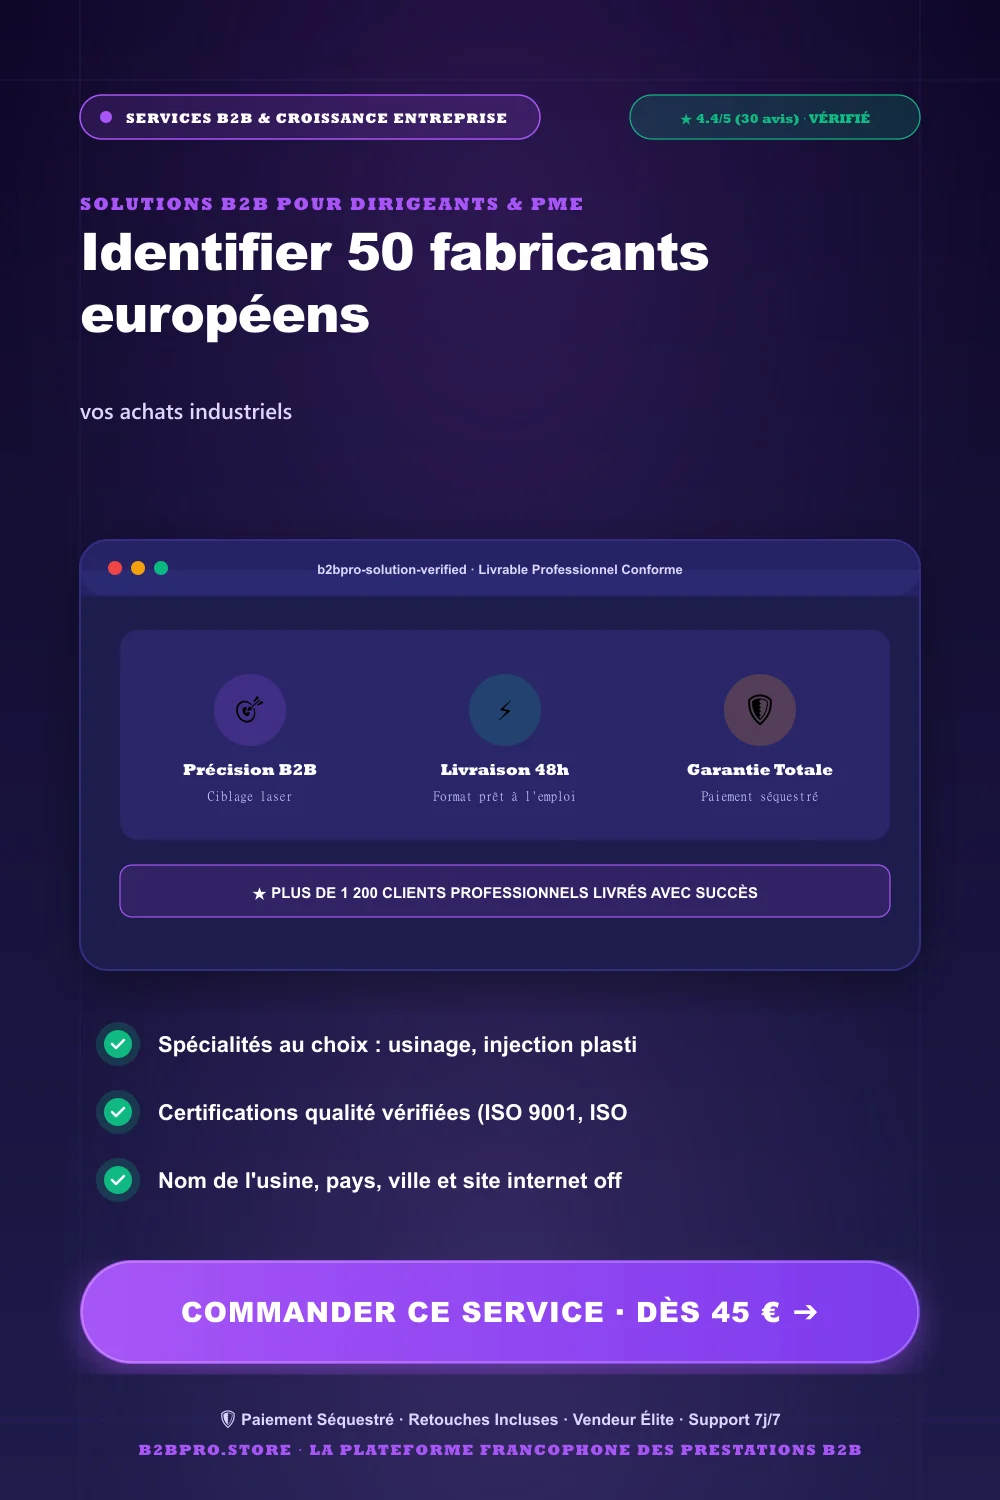 SERVICES B2B & CROISSANCE ENTREPRISE
★ 4.4/5 (30 avis) · VÉRIFIÉ
SOLUTIONS B2B POUR DIRIGEANTS & PME
Identifier 50 fabricants
européens
vos achats industriels
b2bpro-solution-verified · Livrable Professionnel Conforme
Précision B2B
Livraison 48h
Garantie Totale
Ciblage laser
Format prêt à l'emploi
Paiement séquestré
★ PLUS DE 1 200 CLIENTS PROFESSIONNELS LIVRÉS AVEC SUCCÈS
Spécialités au choix : usinage, injection plasti
Certifications qualité vérifiées (ISO 9001, ISO
Nom de l'usine, pays, ville et site internet off
COMMANDER CE SERVICE · DÈS 45 € →
Paiement Séquestré · Retouches Incluses · Vendeur Élite · Support 7j/7
B2BPRO.STORE · LA PLATEFORME FRANCOPHONE DES PRESTATIONS B2B